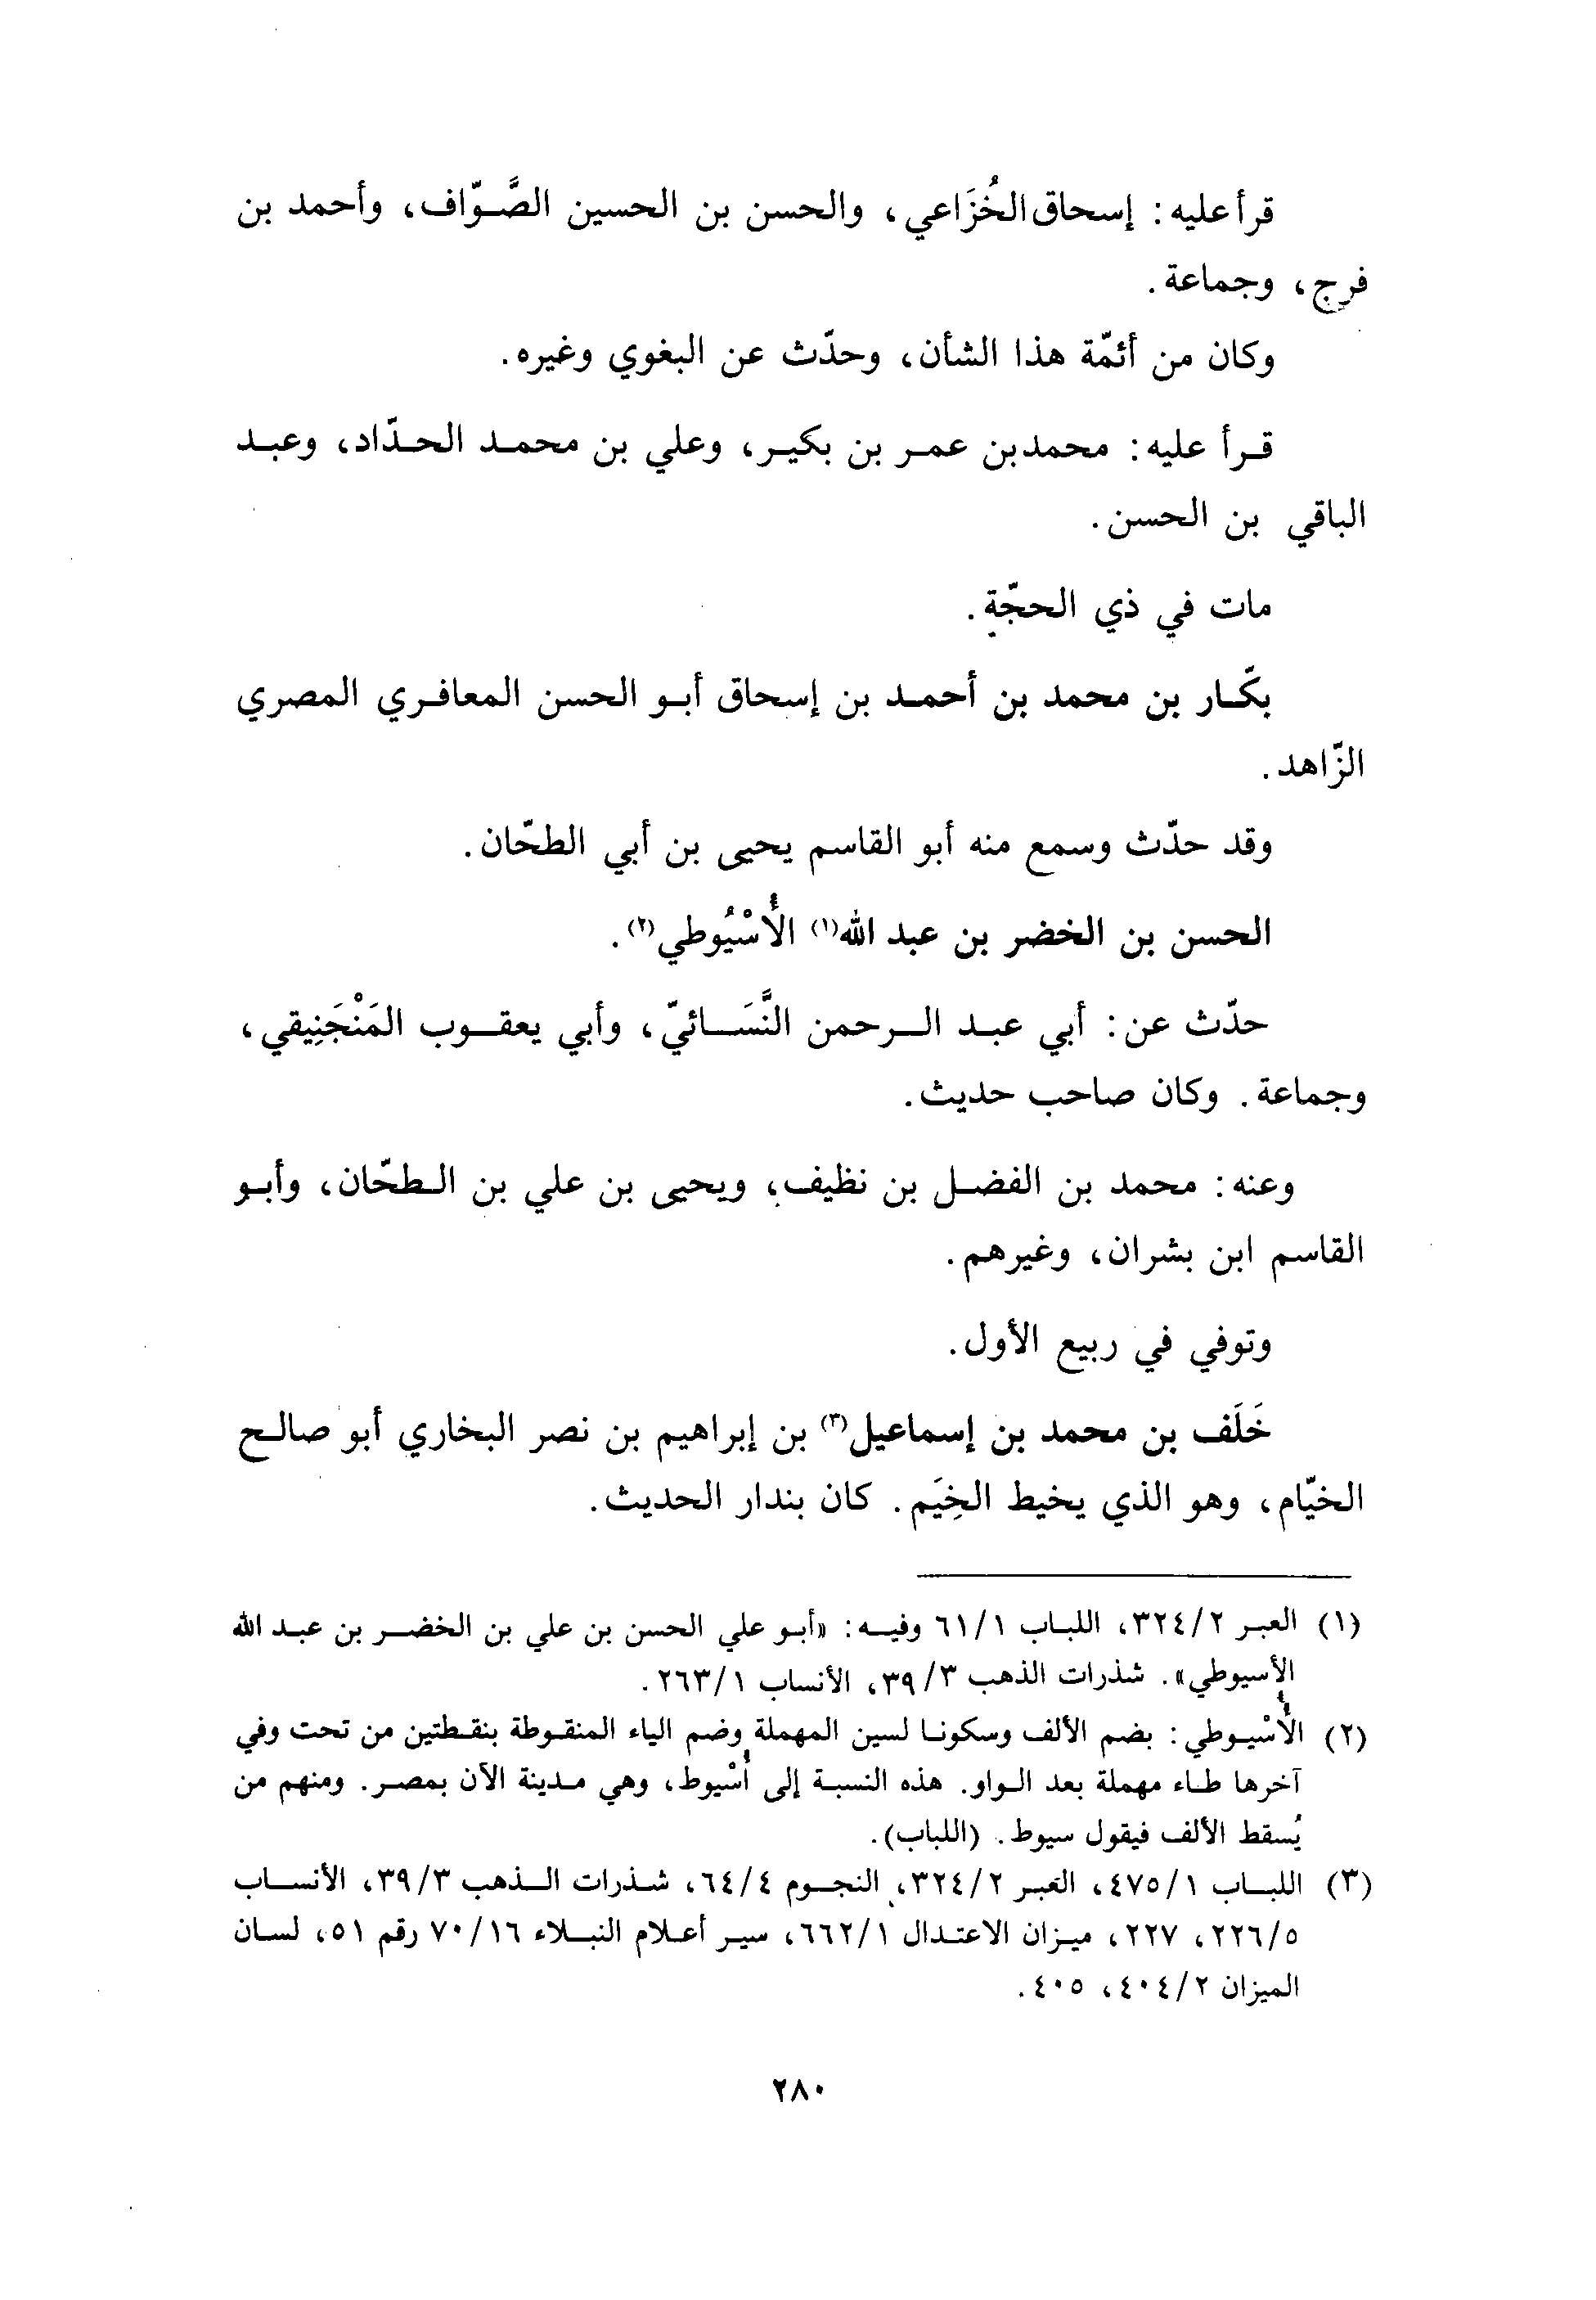 قرأ عليه : إسحاق الخُزَاعي، والحسن بن الحسين الصَّوّاف، وأحمد بن
فرج، وجماعة.
وكان من أئمّة هذا الشأن، وحدّث عن البغوي وغيره.
قرأ عليه : محمد بن عمر بن بكير، وعلي بن محمد الحدّاد، وعبد
الباقي بن الحسن.
مات في ذي الحجّة.
بكّار بن محمد بن أحمد بن إسحاق أبو الحسن المعافري المصري
الزّاهد.
وقد حدّث وسمع منه أبو القاسم يحيى بن أبي الطحّان.
الحسن بن الخضر بن عبد الله(١) الأُسْيُوطي(٢).
حدّث عن : أبي عبد الرحمن النَّسَائيّ، وأبي يعقوب المَنْجَنِيقي،
وجماعة. وكان صاحب حديث.
وعنه : محمد بن الفضل بن نظيف، ويحيى بن علي بن الطحّان، وأبو
القاسم ابن بشران، وغيرهم.
وتوفي في ربيع الأول.
خَلَف بن محمد بن إسماعيل(٣) بن إبراهيم بن نصر البخاري أبو صالح
الخيّام، وهو الذي يخيط الخِيَم. كان بندار الحديث.
(١) العبر ٣٢٤/٢، اللباب ٦١/١ وفيه : «أبو علي الحسن بن علي بن الخضر بن عبد الله
الأسيوطي». شذرات الذهب ٣٩/٣، الأنساب ٢٦٣/١.
(٢) الأُسْيوطي : بضم الألف وسكونا لسين المهملة وضم الياء المنقوطة بنقطتين من تحت وفي
آخرها طاء مهملة بعد الواو. هذه النسبة إلى أُسْيوط، وهي مدينة الآن بمصر. ومنهم من
يُسقط الألف فيقول سيوط. (اللباب).
(٣) اللباب ٤٧٥/١، العبر ٣٢٤/٢، النجوم ٦٤/٤، شذرات الذهب ٣٩/٣، الأنساب
٢٢٦/٥، ٢٢٧، ميزان الاعتدال ٦٦٢/١، سير أعلام النبلاء ٧٠/١٦ رقم ٥١، لسان
الميزان ٤٠٤/٢، ٤٠٥.
٢٨٠